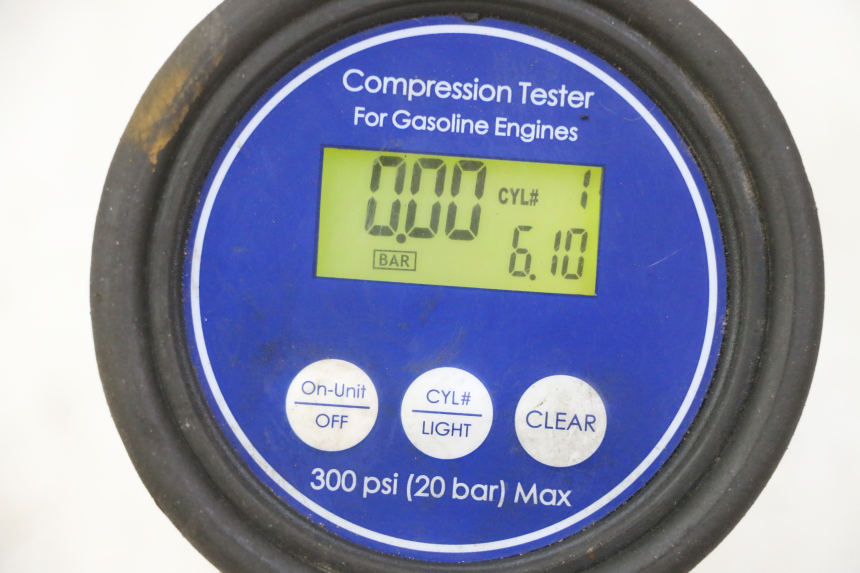 Compression Tester
For Gasoline Engines
0.00 CYL# 1
BAR 6.10
On-Unit CYL# CLEAR
OFF LIGHT
300 psi (20 bar) Max